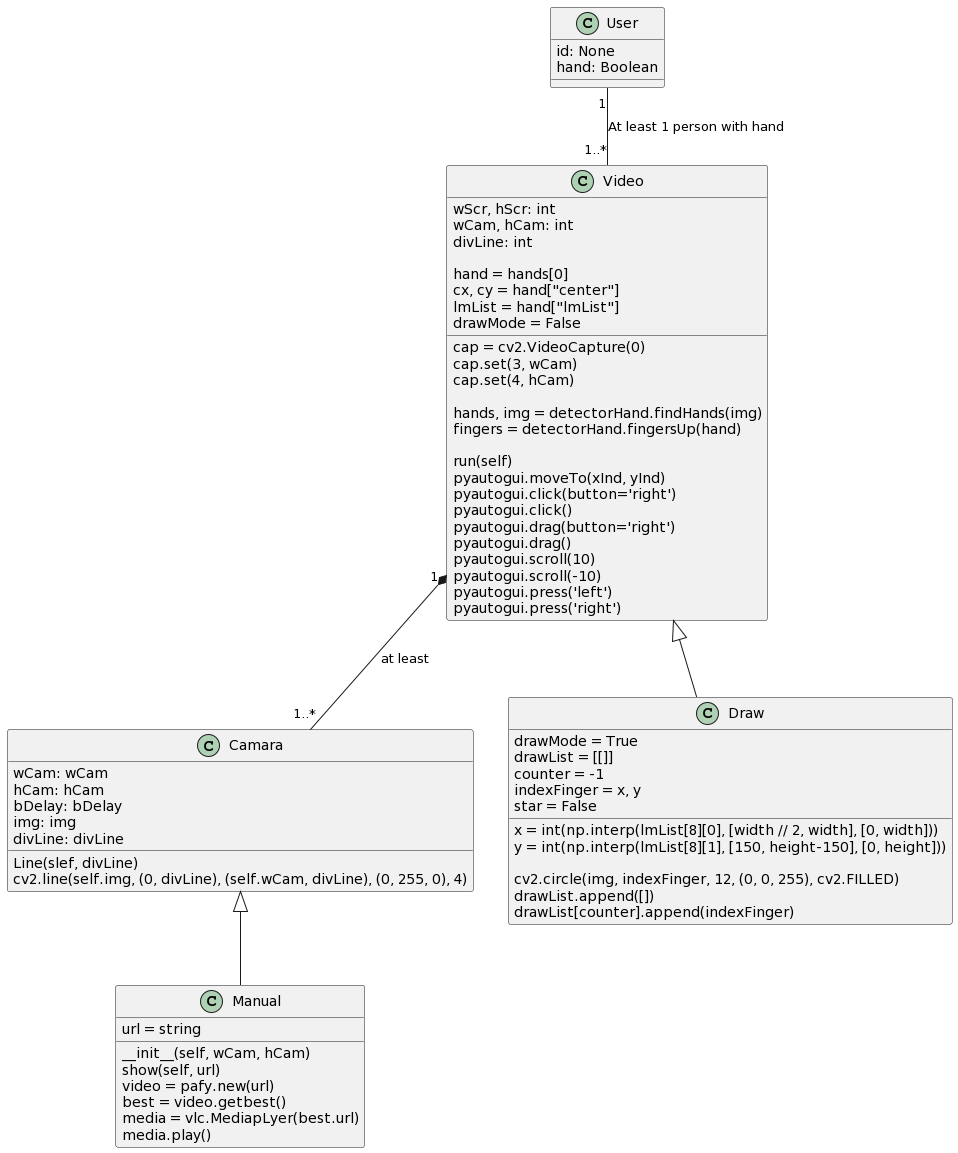 C User
id: None
hand: Boolean
1
At least 1 person with hand
1..*
C Video
wScr, hScr: int
wCam, hCam: int
divLine: int
hand = hands[0]
cx, cy = hand["center"]
lmList = hand["lmList"]
drawMode = False
cap = cv2.VideoCapture(0)
cap.set(3, wCam)
cap.set(4, hCam)
hands, img = detectorHand.findHands(img)
fingers = detectorHand.fingersUp(hand)
run(self)
pyautogui.moveTo(xInd, yInd)
pyautogui.click(button='right')
pyautogui.click()
pyautogui.drag(button='right')
pyautogui.drag()
pyautogui.scroll(10)
pyautogui.scroll(-10)
pyautogui.press('left')
pyautogui.press('right')
1
at least
1..*
C Camara
wCam: wCam
hCam: hCam
bDelay: bDelay
img: img
divLine: divLine
Line(slef, divLine)
cv2.line(self.img, (0, divLine), (self.wCam, divLine), (0, 255, 0), 4)
C Draw
drawMode = True
drawList = [[]]
counter = -1
indexFinger = x, y
star = False
x = int(np.interp(lmList[8][0], [width // 2, width], [0, width]))
y = int(np.interp(lmList[8][1], [150, height-150], [0, height]))
cv2.circle(img, indexFinger, 12, (0, 0, 255), cv2.FILLED)
drawList.append([])
drawList[counter].append(indexFinger)
C Manual
url = string
__init__(self, wCam, hCam)
show(self, url)
video = pafy.new(url)
best = video.getbest()
media = vlc.MediapLyer(best.url)
media.play()